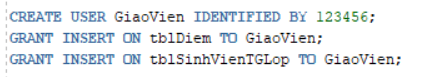 CREATE USER GiaoVien IDENTIFIED BY 123456;
GRANT INSERT ON tblDiem TO GiaoVien;
GRANT INSERT ON tblSinhVienTGLop TO GiaoVien;